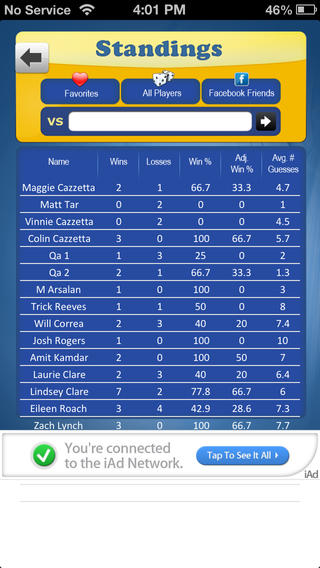 No Service 4:01 PM 46%
Standings
Favorites All Players Facebook Friends
vs
Name Wins Losses Win % Adj. Win % Avg. # Guesses
Maggie Cazzetta 2 1 66.7 33.3 4.7
Matt Tar 0 2 0 0 1
Vinnie Cazzetta 0 2 0 0 4.5
Colin Cazzetta 3 0 100 66.7 5.7
Qa 1 1 3 25 0 2
Qa 2 2 1 66.7 33.3 1.3
M Arsalan 1 0 100 0 3
Trick Reeves 1 1 50 0 8
Will Correa 2 3 40 20 7.4
Josh Rogers 1 0 100 0 10
Amit Kamdar 2 0 100 50 7
Laurie Clare 2 3 40 20 6.4
Lindsey Clare 7 2 77.8 66.7 6
Eileen Roach 3 4 42.9 28.6 7.3
Zach Lynch 3 0 100 66.7 7.7
You're connected
to the iAd Network.
Tap To See It All
iAd